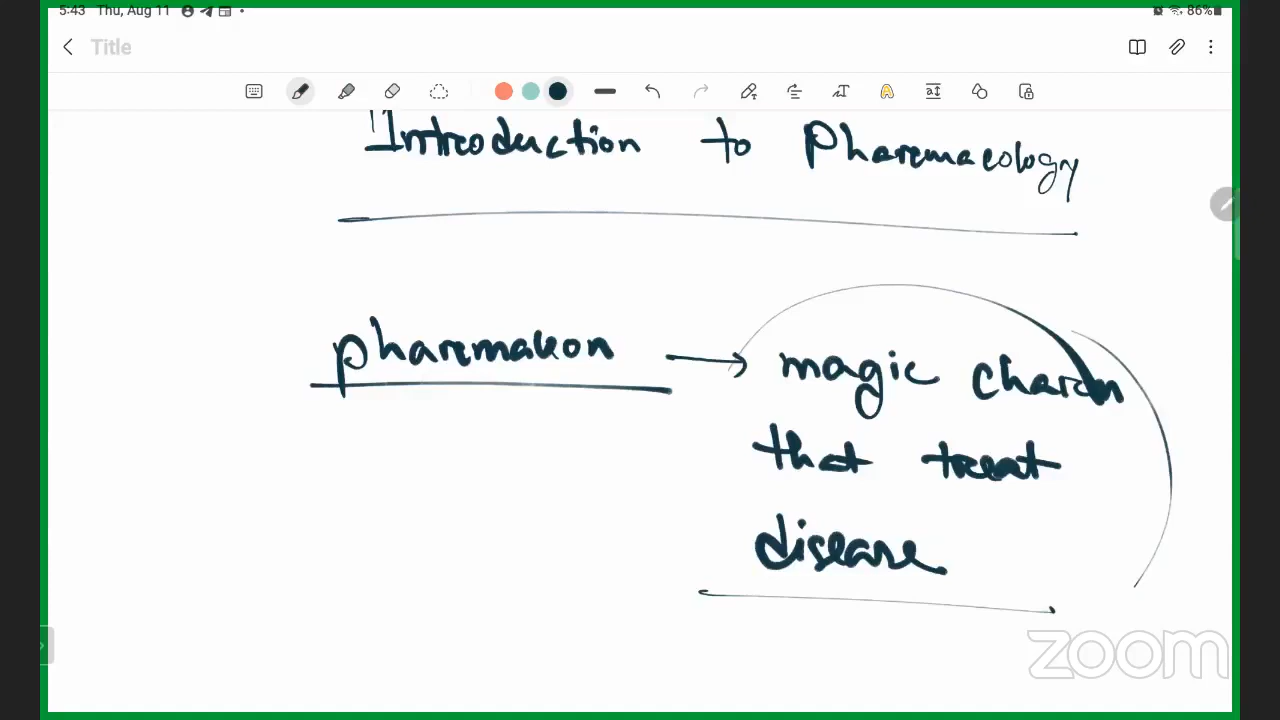 5:43 Thu, Aug 11
86%
Title
Introduction to Pharmacology
pharmakon → magic charm
that treat
disease
zoom